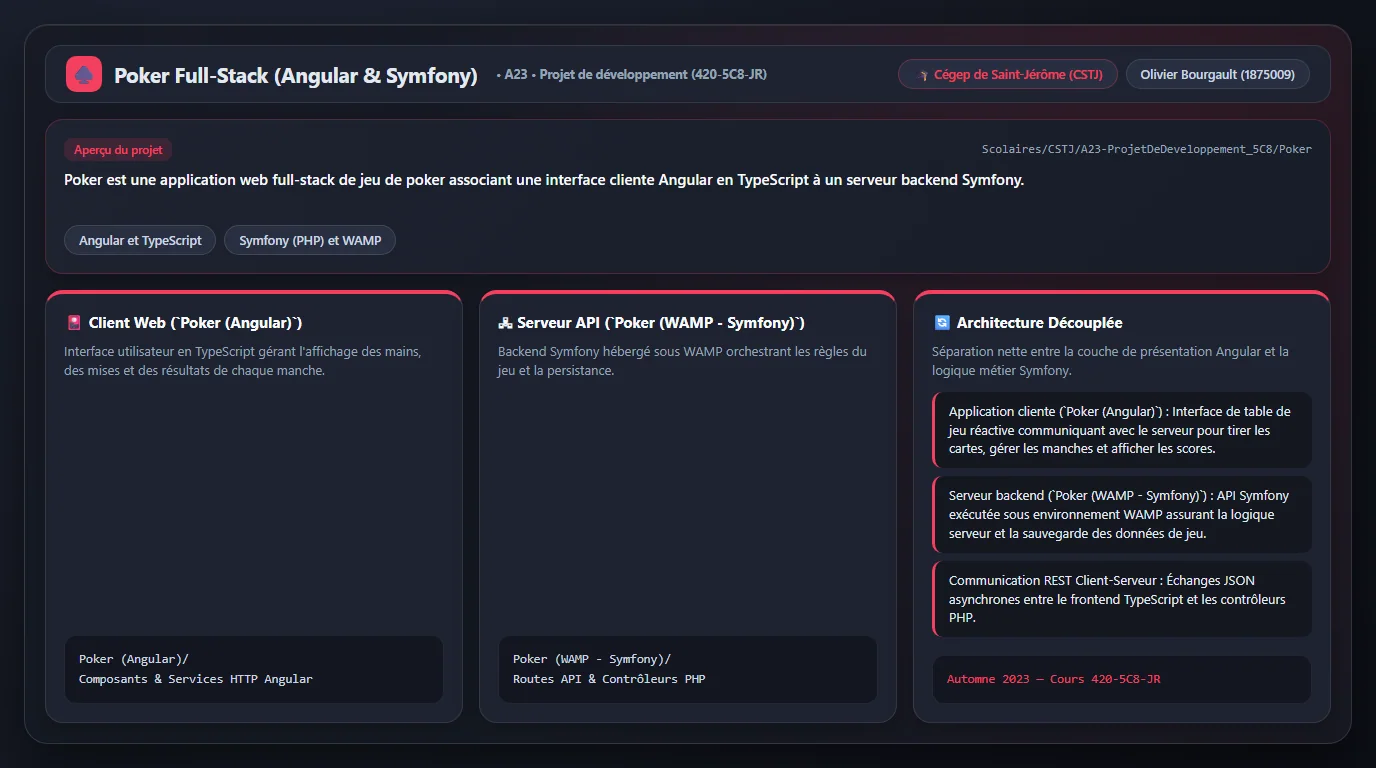 Poker Full-Stack (Angular & Symfony)
• A23 • Projet de développement (420-5C8-JR)
Cégep de Saint-Jérôme (CSTJ)
Olivier Bourgault (1875009)
Aperçu du projet
Scolaires/CSTJ/A23-ProjetDeDeveloppement_5C8/Poker
Poker est une application web full-stack de jeu de poker associant une interface cliente Angular en TypeScript à un serveur backend Symfony.
Angular et TypeScript
Symfony (PHP) et WAMP
Client Web (`Poker (Angular)`)
Interface utilisateur en TypeScript gérant l'affichage des mains,
des mises et des résultats de chaque manche.
Poker (Angular)/
Composants & Services HTTP Angular
Serveur API (`Poker (WAMP - Symfony)`)
Backend Symfony hébergé sous WAMP orchestrant les règles du
jeu et la persistance.
Poker (WAMP - Symfony)/
Routes API & Contrôleurs PHP
Architecture Découplée
Séparation nette entre la couche de présentation Angular et la
logique métier Symfony.
Application cliente (`Poker (Angular)`) : Interface de table de
jeu réactive communiquant avec le serveur pour tirer les
cartes, gérer les manches et afficher les scores.
Serveur backend (`Poker (WAMP - Symfony)`) : API Symfony
exécutée sous environnement WAMP assurant la logique
serveur et la sauvegarde des données de jeu.
Communication REST Client-Serveur : Échanges JSON
asynchrones entre le frontend TypeScript et les contrôleurs
PHP.
Automne 2023 — Cours 420-5C8-JR